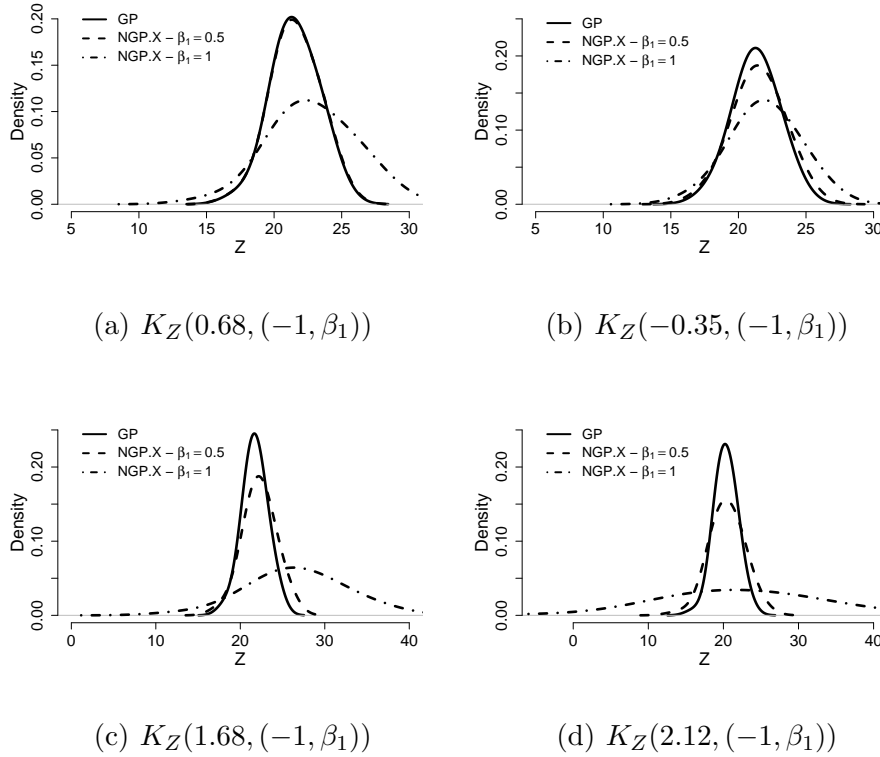 GP
NGP.X − β₁ = 0.5
NGP.X − β₁ = 1
Density
0.00 0.05 0.10 0.15 0.20
5 10 15 20 25 30
Z
(a) K_Z(0.68, (−1, β₁))
GP
NGP.X − β₁ = 0.5
NGP.X − β₁ = 1
Density
0.00 0.10 0.20
5 10 15 20 25 30
Z
(b) K_Z(−0.35, (−1, β₁))
GP
NGP.X − β₁ = 0.5
NGP.X − β₁ = 1
Density
0.00 0.10 0.20
0 10 20 30 40
Z
(c) K_Z(1.68, (−1, β₁))
GP
NGP.X − β₁ = 0.5
NGP.X − β₁ = 1
Density
0.00 0.10 0.20
0 10 20 30 40
Z
(d) K_Z(2.12, (−1, β₁))